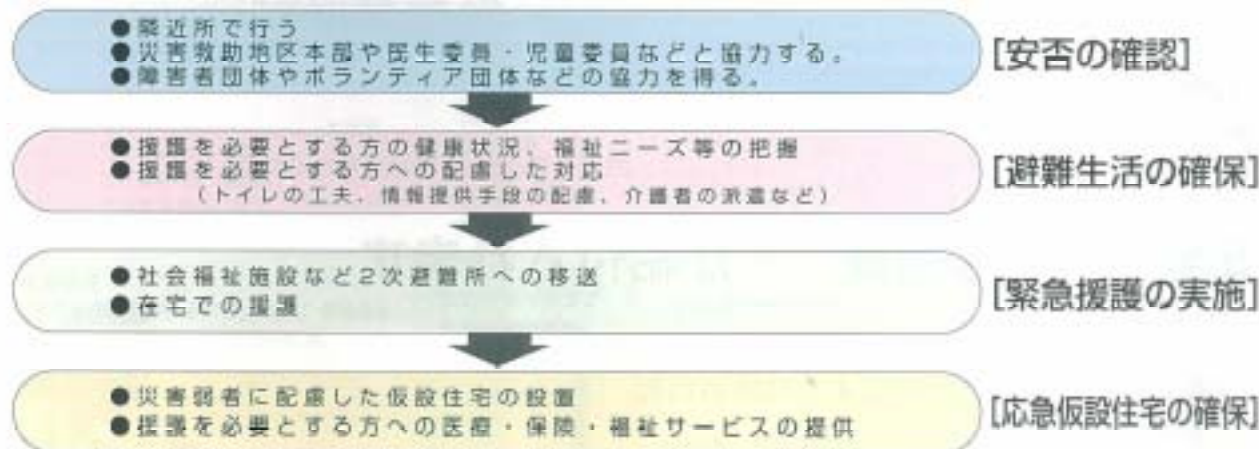 ●隣近所で行う
●災害救助地区本部や民生委員・児童委員などと協力する。
●障害者団体やボランティア団体などの協力を得る。
[安否の確認]
●援護を必要とする方の健康状況、福祉ニーズ等の把握
●援護を必要とする方への配慮した対応
（トイレの工夫、情報提供手段の配慮、介護者の派遣など）
[避難生活の確保]
●社会福祉施設など2次避難所への移送
●在宅での援護
[緊急援護の実施]
●災害弱者に配慮した仮設住宅の設置
●援護を必要とする方への医療・保険・福祉サービスの提供
[応急仮設住宅の確保]